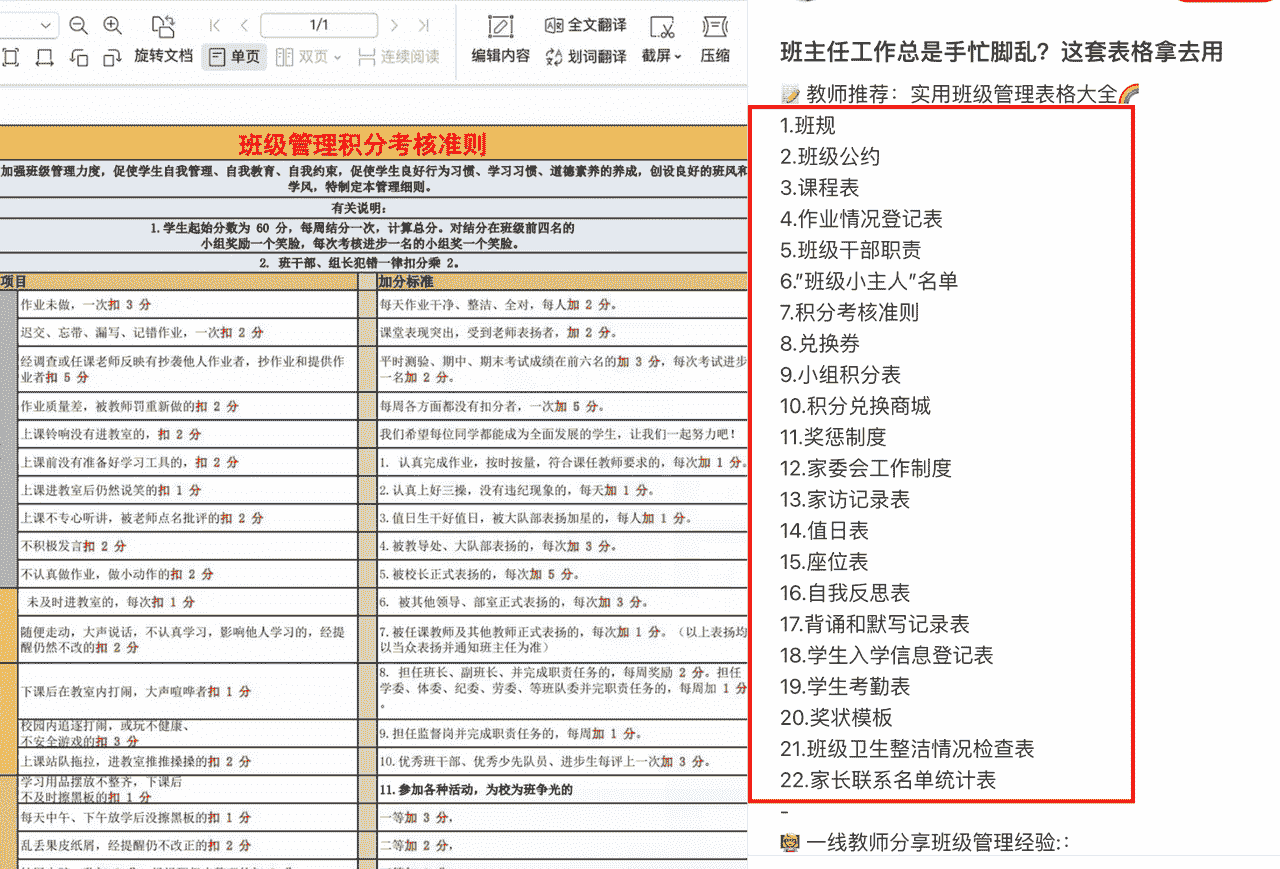 1/1
全文翻译
旋转文档
单页
双页
连续阅读
编辑内容
划词翻译
截屏
压缩
班级管理积分考核准则
加强班级管理力度，促使学生自我管理、自我教育、自我约束，促使学生良好行为习惯、学习习惯、道德素养的养成，创设良好的班风和
学风，特制定本管理细则。
有关说明：
1.学生起始分数为 60 分，每周结分一次，计算总分。对结分在班级前四名的
小组奖励一个笑脸，每次考核进步一名的小组奖一个笑脸。
2. 班干部、组长犯错一律扣分乘 2。
项目
加分标准
作业未做，一次扣 3 分
每天作业干净、整洁、全对，每人加 2 分。
迟交、忘带、漏写、记错作业，一次扣 2 分
课堂表现突出，受到老师表扬者，加 2 分。
经调查或任课老师反映有抄袭他人作业者，抄作业和提供作
业者扣 5 分
平时测验、期中、期末考试成绩在前六名的加 3 分，每次考试进步
一名加 2 分。
作业质量差，被教师罚重新做的扣 2 分
每周各方面都没有扣分者，一次加 5 分。
上课铃响没有进教室的，扣 2 分
我们希望每位同学都能成为全面发展的学生，让我们一起努力吧！
上课前没有准备好学习工具的，扣 2 分
1. 认真完成作业，按时按量，符合课任教师要求的，每次加 1 分。
上课进教室后仍然说笑的扣 1 分
2.认真上好三操，没有违纪现象的，每天加 1 分。
上课不专心听讲，被老师点名批评的扣 2 分
3.值日生干好值日，被大队部表扬加星的，每人加 1 分。
不积极发言扣 2 分
4.被教导处、大队部表扬的，每次加 3 分。
不认真做作业，做小动作的扣 2 分
5.被校长正式表扬的，每次加 5 分。
未及时进教室的，每次扣 1 分
6. 被其他领导、部室正式表扬的，每次加 3 分。
随便走动，大声说话，不认真学习，影响他人学习的，经提
醒仍然不改的扣 2 分
7.被任课教师及其他教师正式表扬的，每次加 1 分。（以上表扬均
以当众表扬并通知班主任为准）
下课后在教室内打闹，大声喧哗者扣 1 分
8. 担任班长、副班长、并完成职责任务的，每周奖励 2 分。担任
学委、体委、纪委、劳委、等班队委并完职责任务的，每周加 1 分
。
校园内追逐打闹，或玩不健康、
不安全游戏的扣 3 分
9.担任监督岗并完成职责任务的，每周加 1 分。
上课站队拖拉，进教室推推搡搡的扣 2 分
10.优秀班干部、优秀少先队员、进步生每评上一次加 3 分。
学习用品摆放不整齐，下课后
不及时擦黑板的扣 1 分
11.参加各种活动，为校为班争光的
每天中午、下午放学后没擦黑板的扣 1 分
一等加 3 分，
乱丢果皮纸屑，经提醒仍不改正的扣 2 分
二等加 2 分，
班主任工作总是手忙脚乱？这套表格拿去用
教师推荐：实用班级管理表格大全
1.班规
2.班级公约
3.课程表
4.作业情况登记表
5.班级干部职责
6."班级小主人"名单
7.积分考核准则
8.兑换券
9.小组积分表
10.积分兑换商城
11.奖惩制度
12.家委会工作制度
13.家访记录表
14.值日表
15.座位表
16.自我反思表
17.背诵和默写记录表
18.学生入学信息登记表
19.学生考勤表
20.奖状模板
21.班级卫生整洁情况检查表
22.家长联系名单统计表
-
一线教师分享班级管理经验::